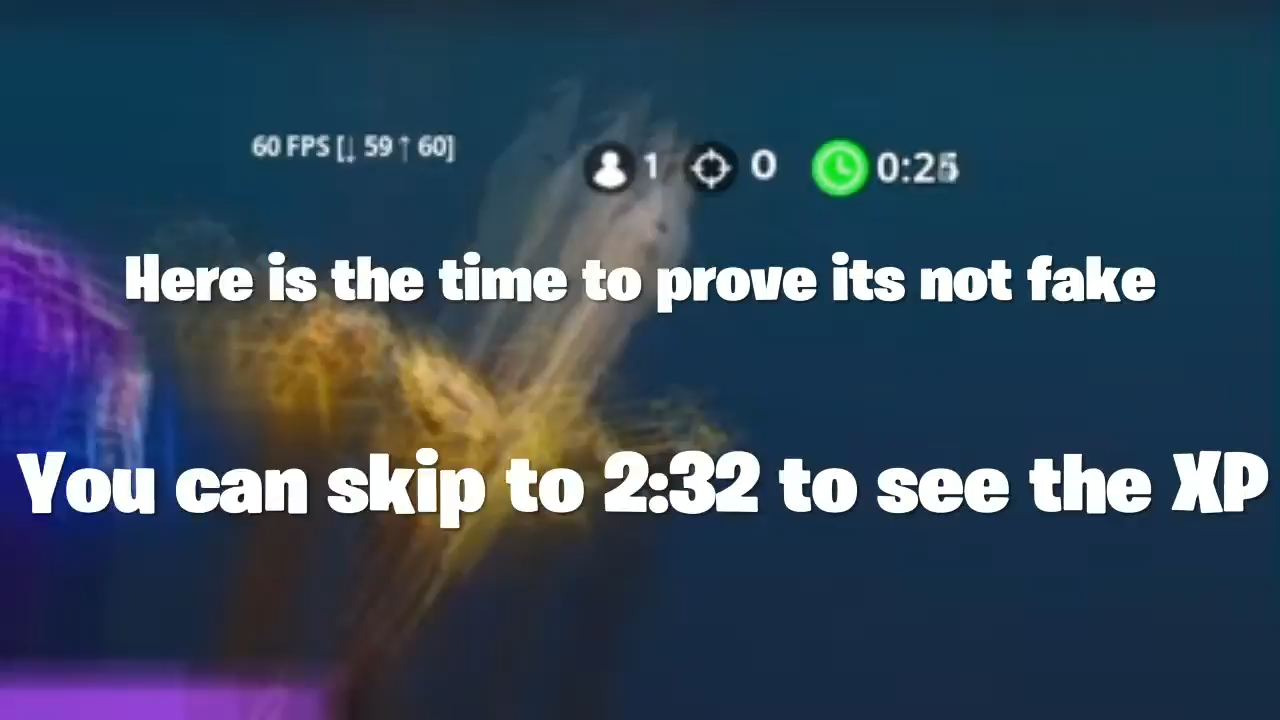 60 FPS [↓ 59 ↑ 60]
1 0
Here is the time to prove its not fake
You can skip to 2:32 to see the XP